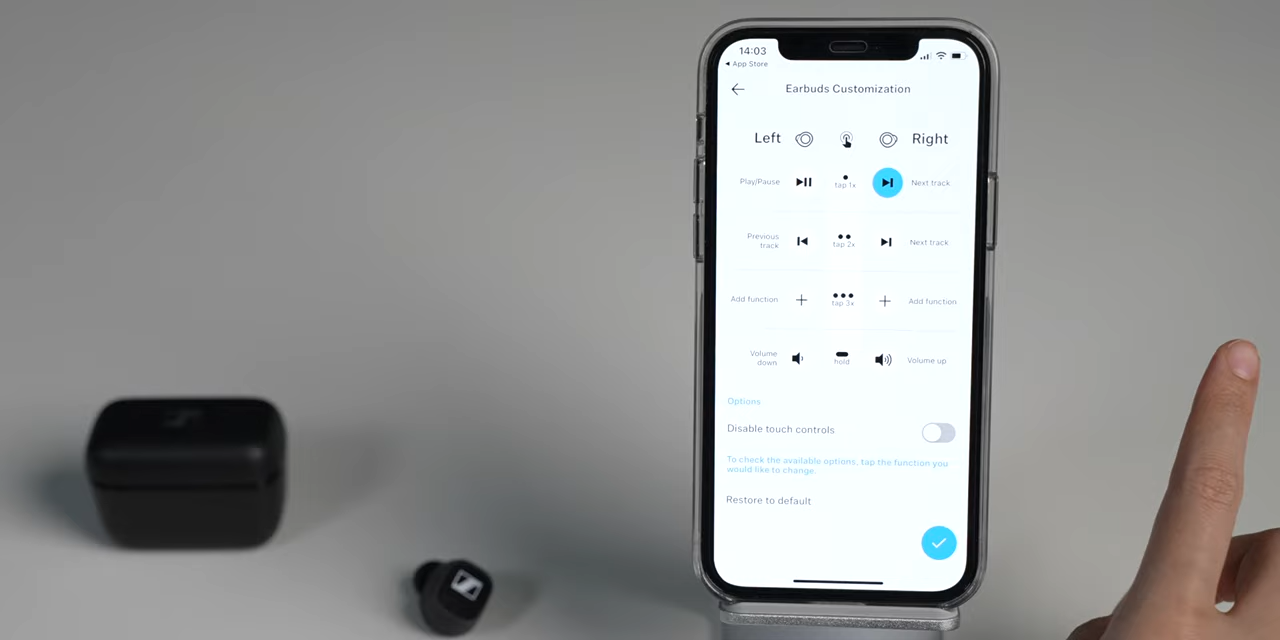 14:03
◀ App Store
Earbuds Customization
Left
Right
Play/Pause
tap 1x
Next track
Previous
track
tap 2x
Next track
Add function
tap 3x
Add function
Volume
down
hold
Volume up
Options
Disable touch controls
To check the available options, tap the function you
would like to change.
Restore to default